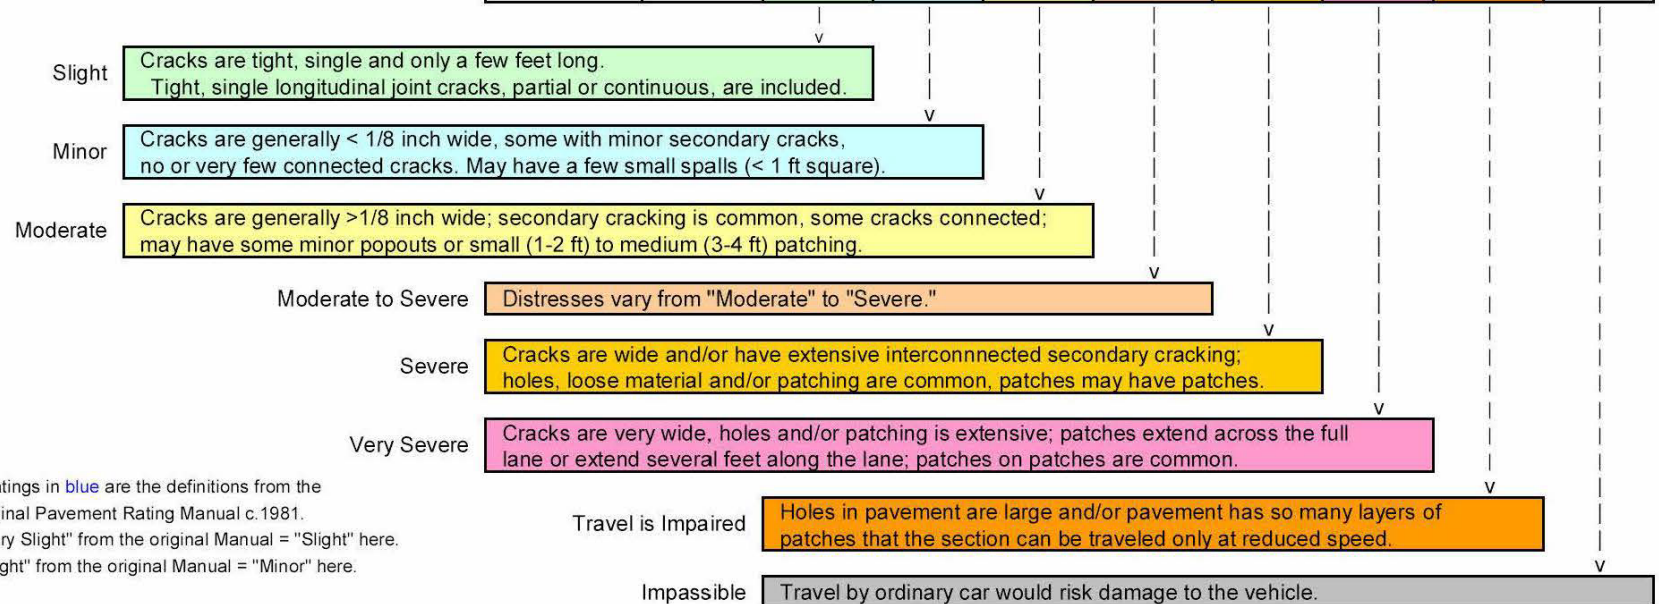 Slight
Cracks are tight, single and only a few feet long.
Tight, single longitudinal joint cracks, partial or continuous, are included.
Minor
Cracks are generally < 1/8 inch wide, some with minor secondary cracks,
no or very few connected cracks. May have a few small spalls (< 1 ft square).
Moderate
Cracks are generally >1/8 inch wide; secondary cracking is common, some cracks connected;
may have some minor popouts or small (1-2 ft) to medium (3-4 ft) patching.
Moderate to Severe
Distresses vary from "Moderate" to "Severe."
Severe
Cracks are wide and/or have extensive interconnnected secondary cracking;
holes, loose material and/or patching are common, patches may have patches.
Very Severe
Cracks are very wide, holes and/or patching is extensive; patches extend across the full
lane or extend several feet along the lane; patches on patches are common.
in blue are the definitions from the
Pavement Rating Manual c.1981.
Slight" from the original Manual = "Slight" here.
from the original Manual = "Minor" here.
Travel is Impaired
Holes in pavement are large and/or pavement has so many layers of
patches that the section can be traveled only at reduced speed.
Impassible
Travel by ordinary car would risk damage to the vehicle.